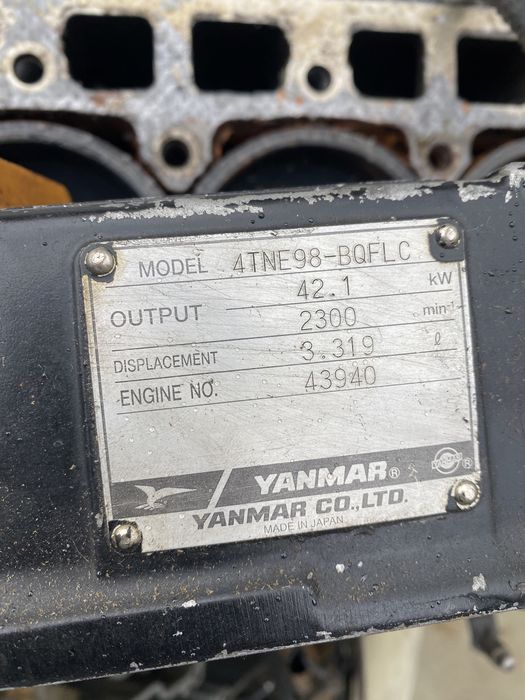 MODEL 4TNE98-BQFLC
OUTPUT 42.1 kW
2300 min-1
DISPLACEMENT 3.319 ℓ
ENGINE NO. 43940
YANMAR ®
YANMAR CO.,LTD.
MADE IN JAPAN